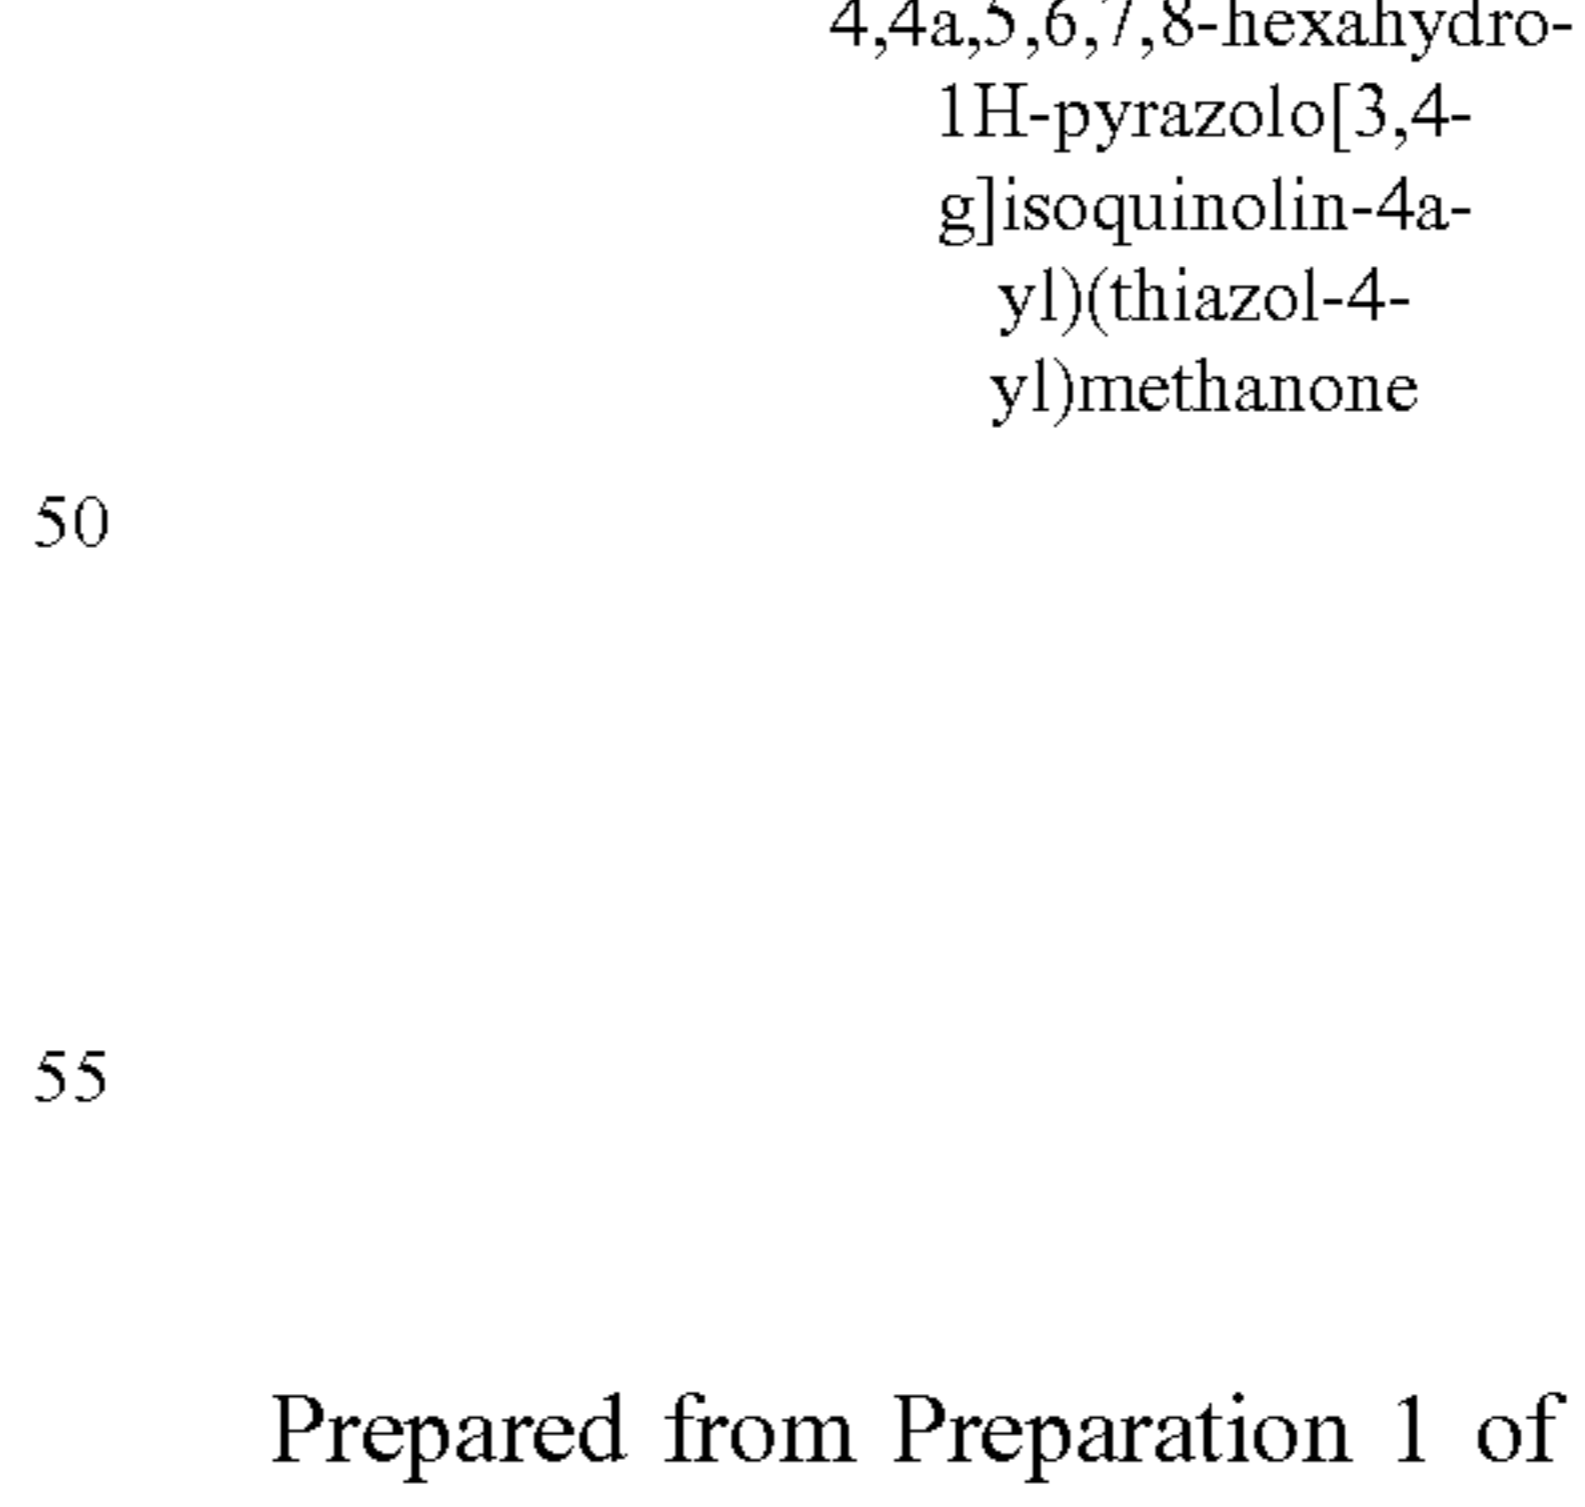 4,4a,5,6,7,8-hexahydro-
1H-pyrazolo[3,4-
g]isoquinolin-4a-
yl)(thiazol-4-
yl)methanone
50
55
Prepared from Preparation 1 of